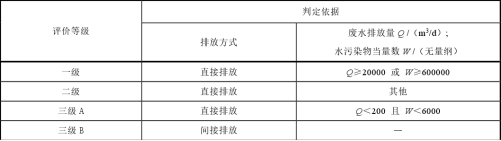 评价等级
判定依据
排放方式
废水排放量 Q /（m³/d）；
水污染物当量数 W /（无量纲）
一级
直接排放
Q≥20000 或 W≥600000
二级
直接排放
其他
三级 A
直接排放
Q＜200 且 W＜6000
三级 B
间接排放
—